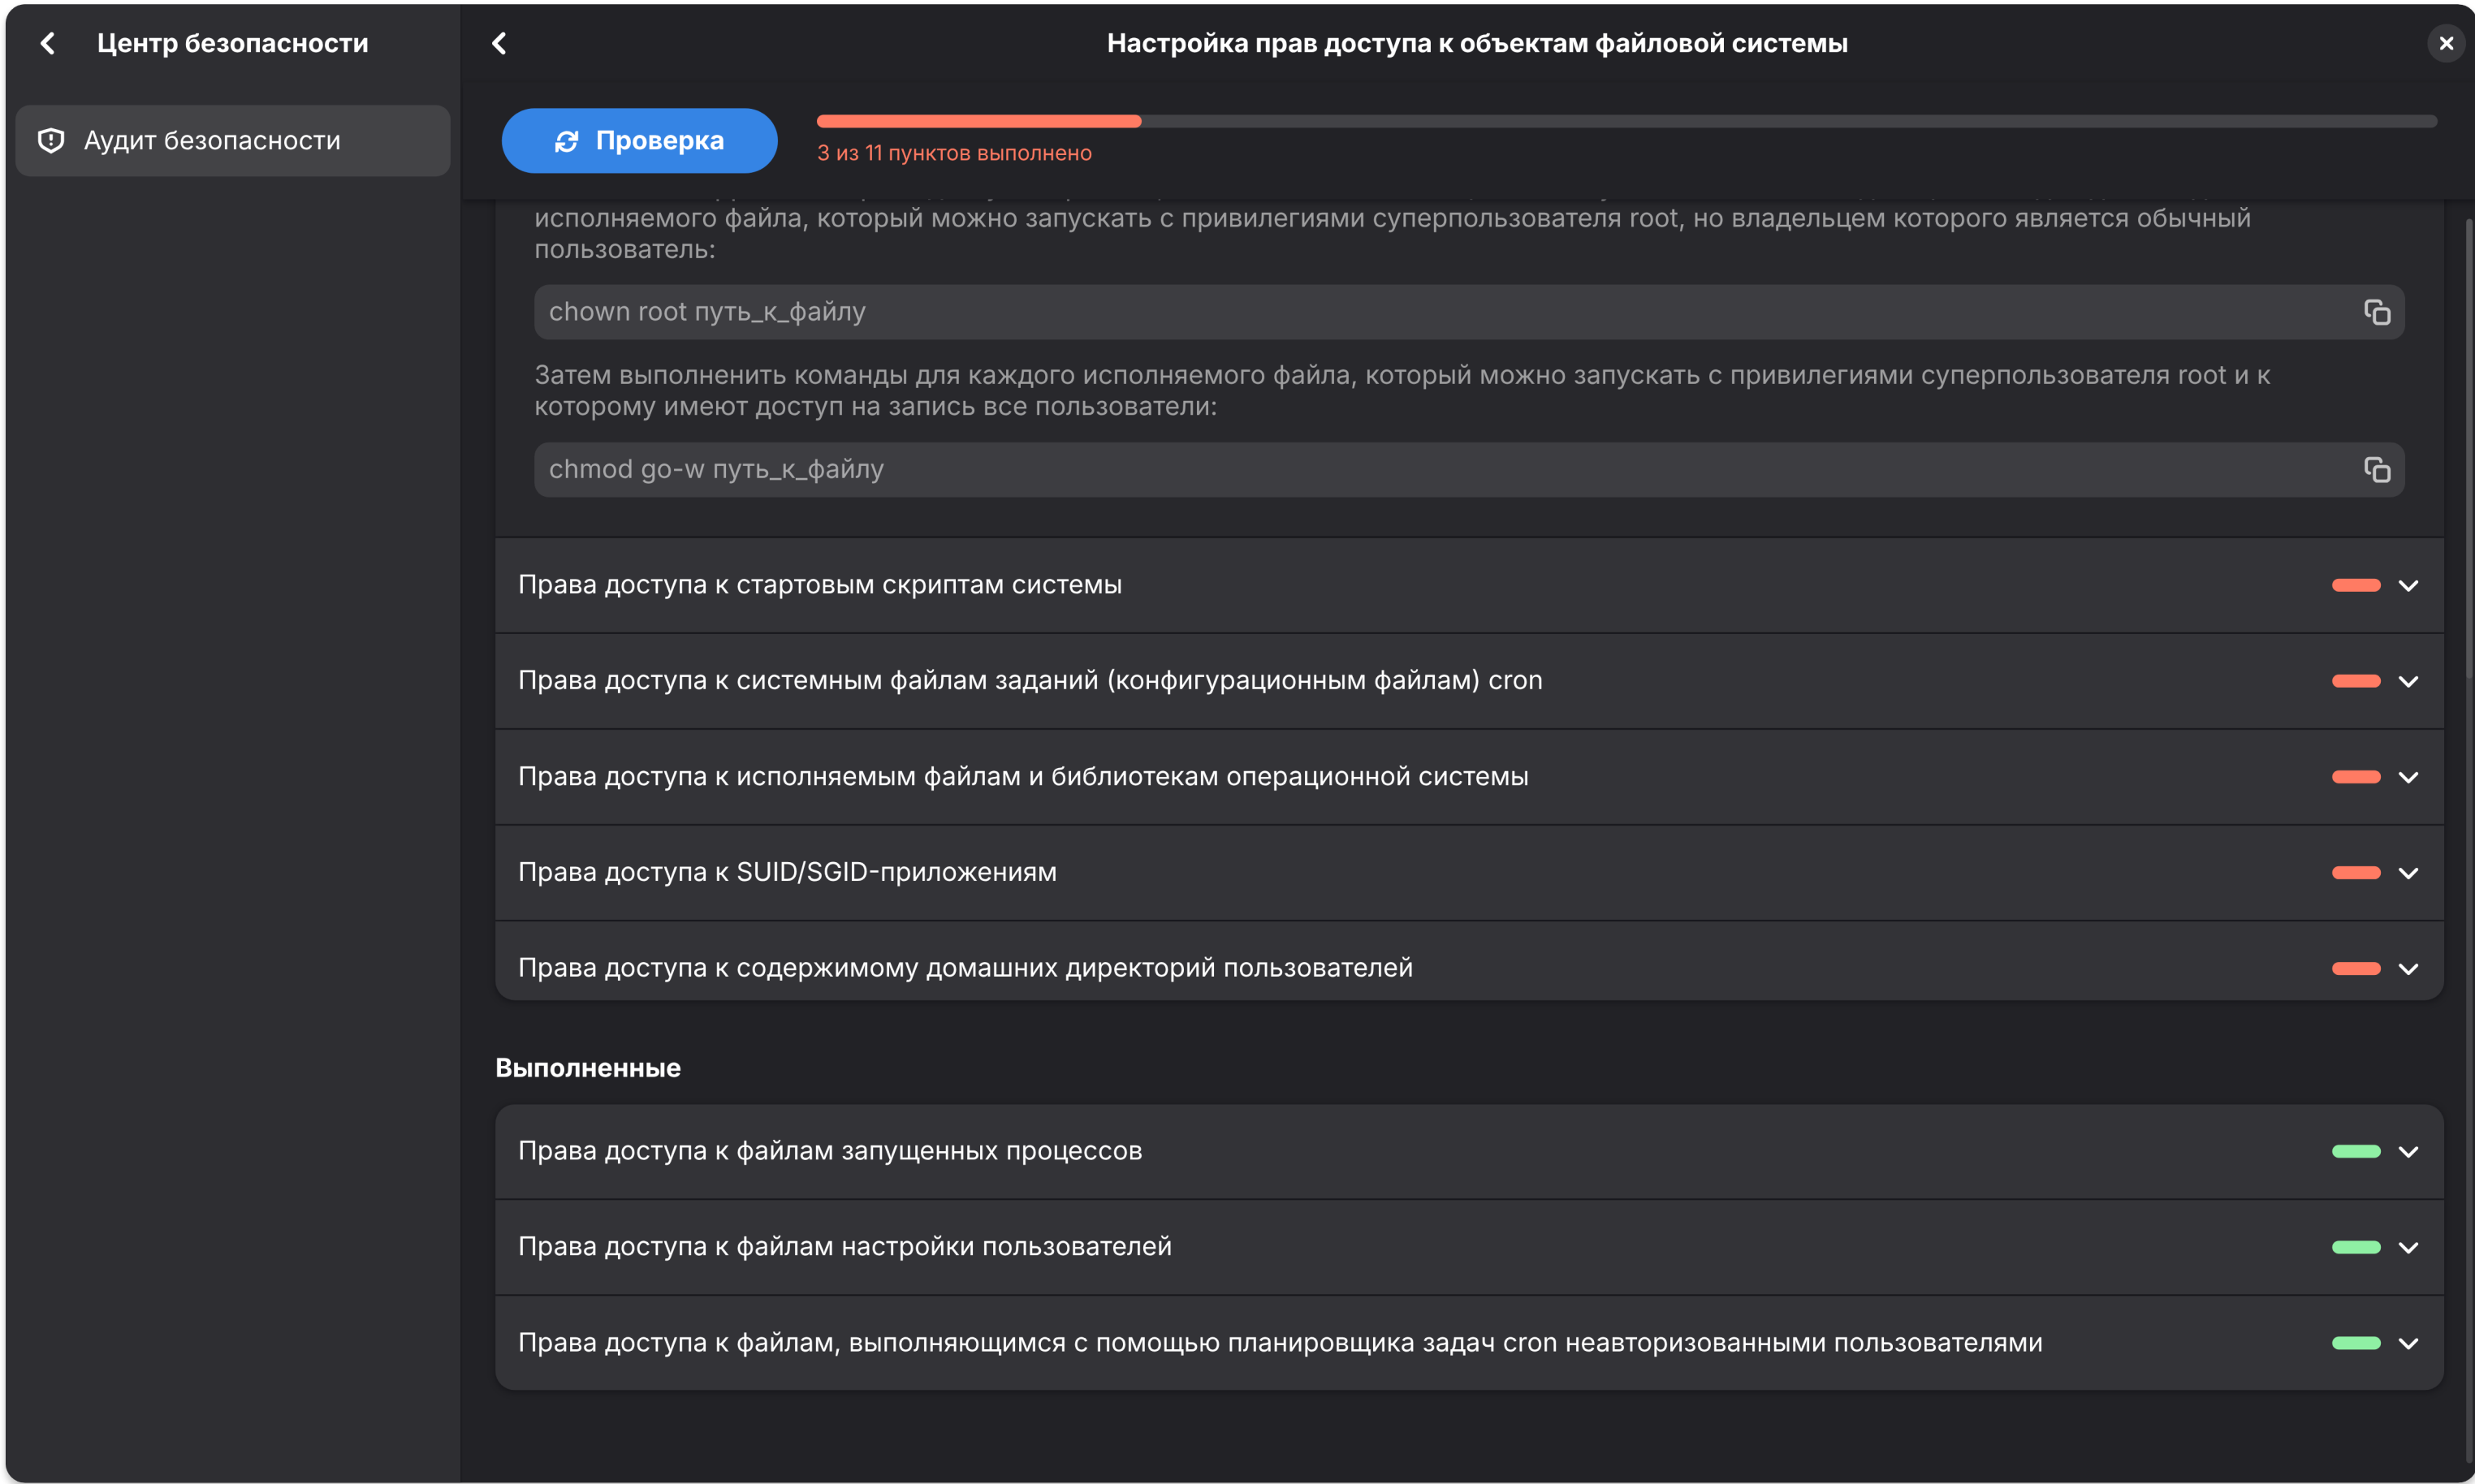 Центр безопасности
Аудит безопасности
Настройка прав доступа к объектам файловой системы
Проверка
3 из 11 пунктов выполнено
исполняемого файла, который можно запускать с привилегиями суперпользователя root, но владельцем которого является обычный
пользователь:
chown root путь_к_файлу
Затем выполненить команды для каждого исполняемого файла, который можно запускать с привилегиями суперпользователя root и к
которому имеют доступ на запись все пользователи:
chmod go-w путь_к_файлу
Права доступа к стартовым скриптам системы
Права доступа к системным файлам заданий (конфигурационным файлам) cron
Права доступа к исполняемым файлам и библиотекам операционной системы
Права доступа к SUID/SGID-приложениям
Права доступа к содержимому домашних директорий пользователей
Выполненные
Права доступа к файлам запущенных процессов
Права доступа к файлам настройки пользователей
Права доступа к файлам, выполняющимся с помощью планировщика задач cron неавторизованными пользователями